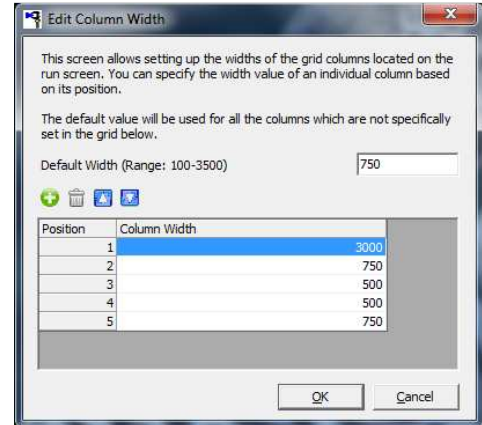 Edit Column Width
This screen allows setting up the widths of the grid columns located on the
run screen. You can specify the width value of an individual column based
on its position.
The default value will be used for all the columns which are not specifically
set in the grid below.
Default Width (Range: 100-3500) 750
Position Column Width
1 3000
2 750
3 500
4 500
5 750
OK Cancel